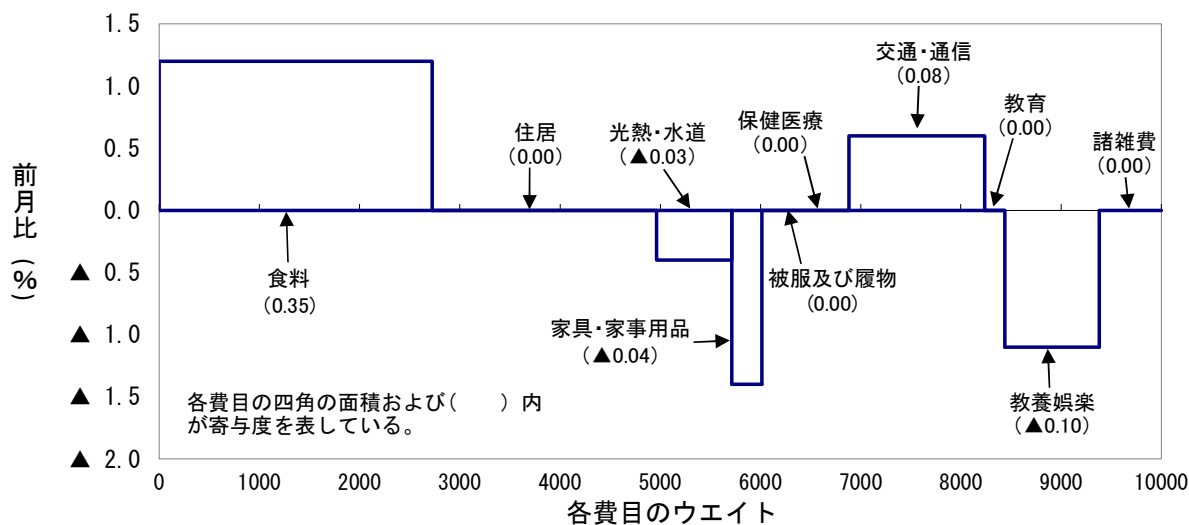 1.5
1.0
0.5
0.0
▲ 0.5
▲ 1.0
▲ 1.5
▲ 2.0
前月比（％）
食料
(0.35)
住居
(0.00)
光熱・水道
(▲0.03)
家具・家事用品
(▲0.04)
保健医療
(0.00)
被服及び履物
(0.00)
交通・通信
(0.08)
教育
(0.00)
教養娯楽
(▲0.10)
諸雑費
(0.00)
各費目の四角の面積および(　　)内
が寄与度を表している。
0 1000 2000 3000 4000 5000 6000 7000 8000 9000 10000
各費目のウエイト